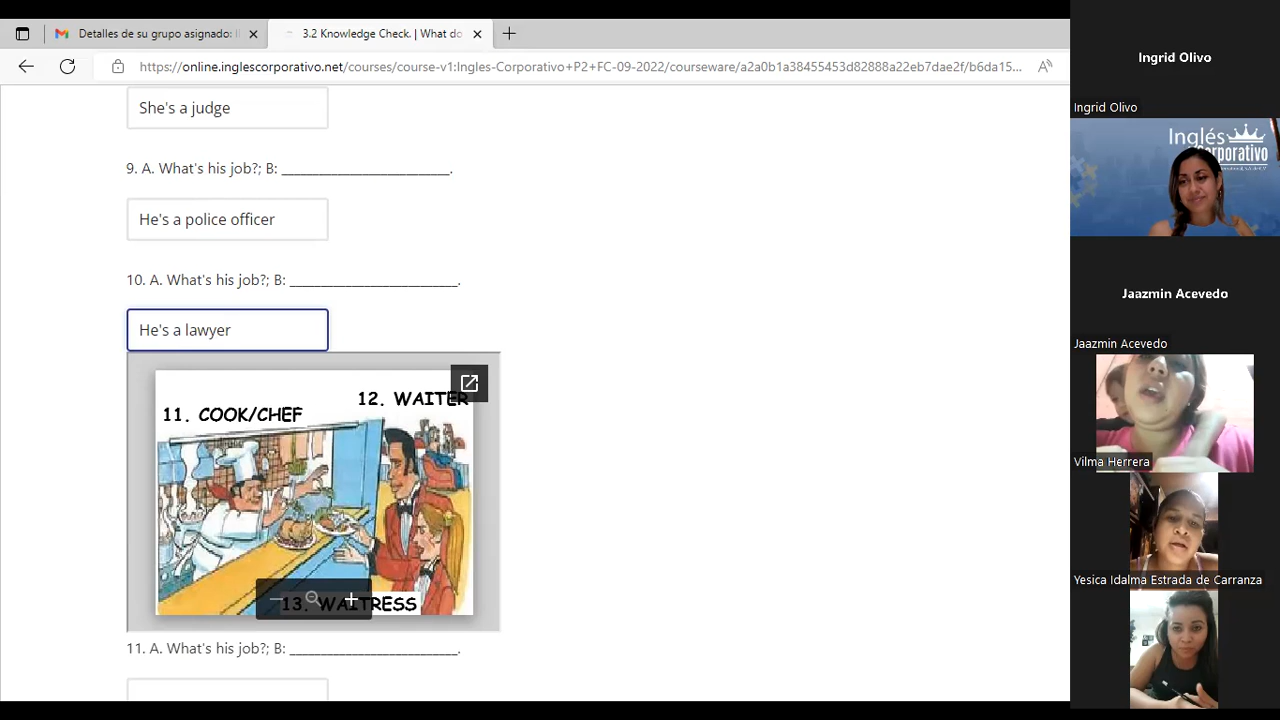 Detalles de su grupo asignado: I
3.2 Knowledge Check. | What do
https://online.inglescorporativo.net/courses/course-v1:Ingles-Corporativo+P2+FC-09-2022/courseware/a2a0b1a38455453d82888a22eb7dae2f/b6da15...
She's a judge
9. A. What's his job?; B: _________________________.
He's a police officer
10. A. What's his job?; B: _________________________.
He's a lawyer
12. WAITER
11. COOK/CHEF
13. WAITRESS
11. A. What's his job?; B: _________________________.
Ingrid Olivo
Ingrid Olivo
Inglés
Corporativo
Jaazmin Acevedo
Jaazmin Acevedo
Vilma Herrera
Yesica Idalma Estrada de Carranza